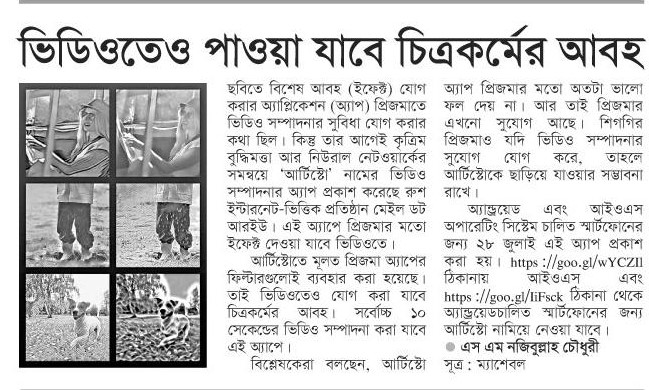 ভিডিওতেও পাওয়া যাবে চিত্রকর্মের আবহ
ছবিতে বিশেষ আবহ (ইফেক্ট) যোগ
করার অ্যাপ্লিকেশন (অ্যাপ) প্রিজমাতে
ভিডিও সম্পাদনার সুবিধা যোগ করার
কথা ছিল। কিন্তু তার আগেই কৃত্রিম
বুদ্ধিমত্তা আর নিউরাল নেটওয়ার্কের
সমন্বয়ে ‘আর্টিস্টো’ নামের ভিডিও
সম্পাদনার অ্যাপ প্রকাশ করেছে রুশ
ইন্টারনেট-ভিত্তিক প্রতিষ্ঠান মেইল ডট
আরইউ। এই অ্যাপে প্রিজমার মতো
ইফেক্ট দেওয়া যাবে ভিডিওতে।
আর্টিস্টোতে মূলত প্রিজমা অ্যাপের
ফিল্টারগুলোই ব্যবহার করা হয়েছে।
তাই ভিডিওতেও যোগ করা যাবে
চিত্রকর্মের আবহ। সর্বোচ্চ ১০
সেকেন্ডের ভিডিও সম্পাদনা করা যাবে
এই অ্যাপে।
বিশ্লেষকেরা বলছেন, আর্টিস্টো
অ্যাপ প্রিজমার মতো অতটা ভালো
ফল দেয় না। আর তাই প্রিজমার
এখনো সুযোগ আছে। শিগগির
প্রিজমাও যদি ভিডিও সম্পাদনার
সুযোগ যোগ করে, তাহলে
আর্টিস্টোকে ছাড়িয়ে যাওয়ার সম্ভাবনা
রাখে।
অ্যান্ড্রয়েড এবং আইওএস
অপারেটিং সিস্টেম চালিত স্মার্টফোনের
জন্য ২৮ জুলাই এই অ্যাপ প্রকাশ
করা হয়। https ://goo.gl/wYCZIl
ঠিকানায় আইওএস এবং
https ://goo.gl/IiFsck ঠিকানা থেকে
অ্যান্ড্রয়েডচালিত স্মার্টফোনের জন্য
আর্টিস্টো নামিয়ে নেওয়া যাবে।
● এস এম নজিবুল্লাহ চৌধুরী
সূত্র : ম্যাশেবল